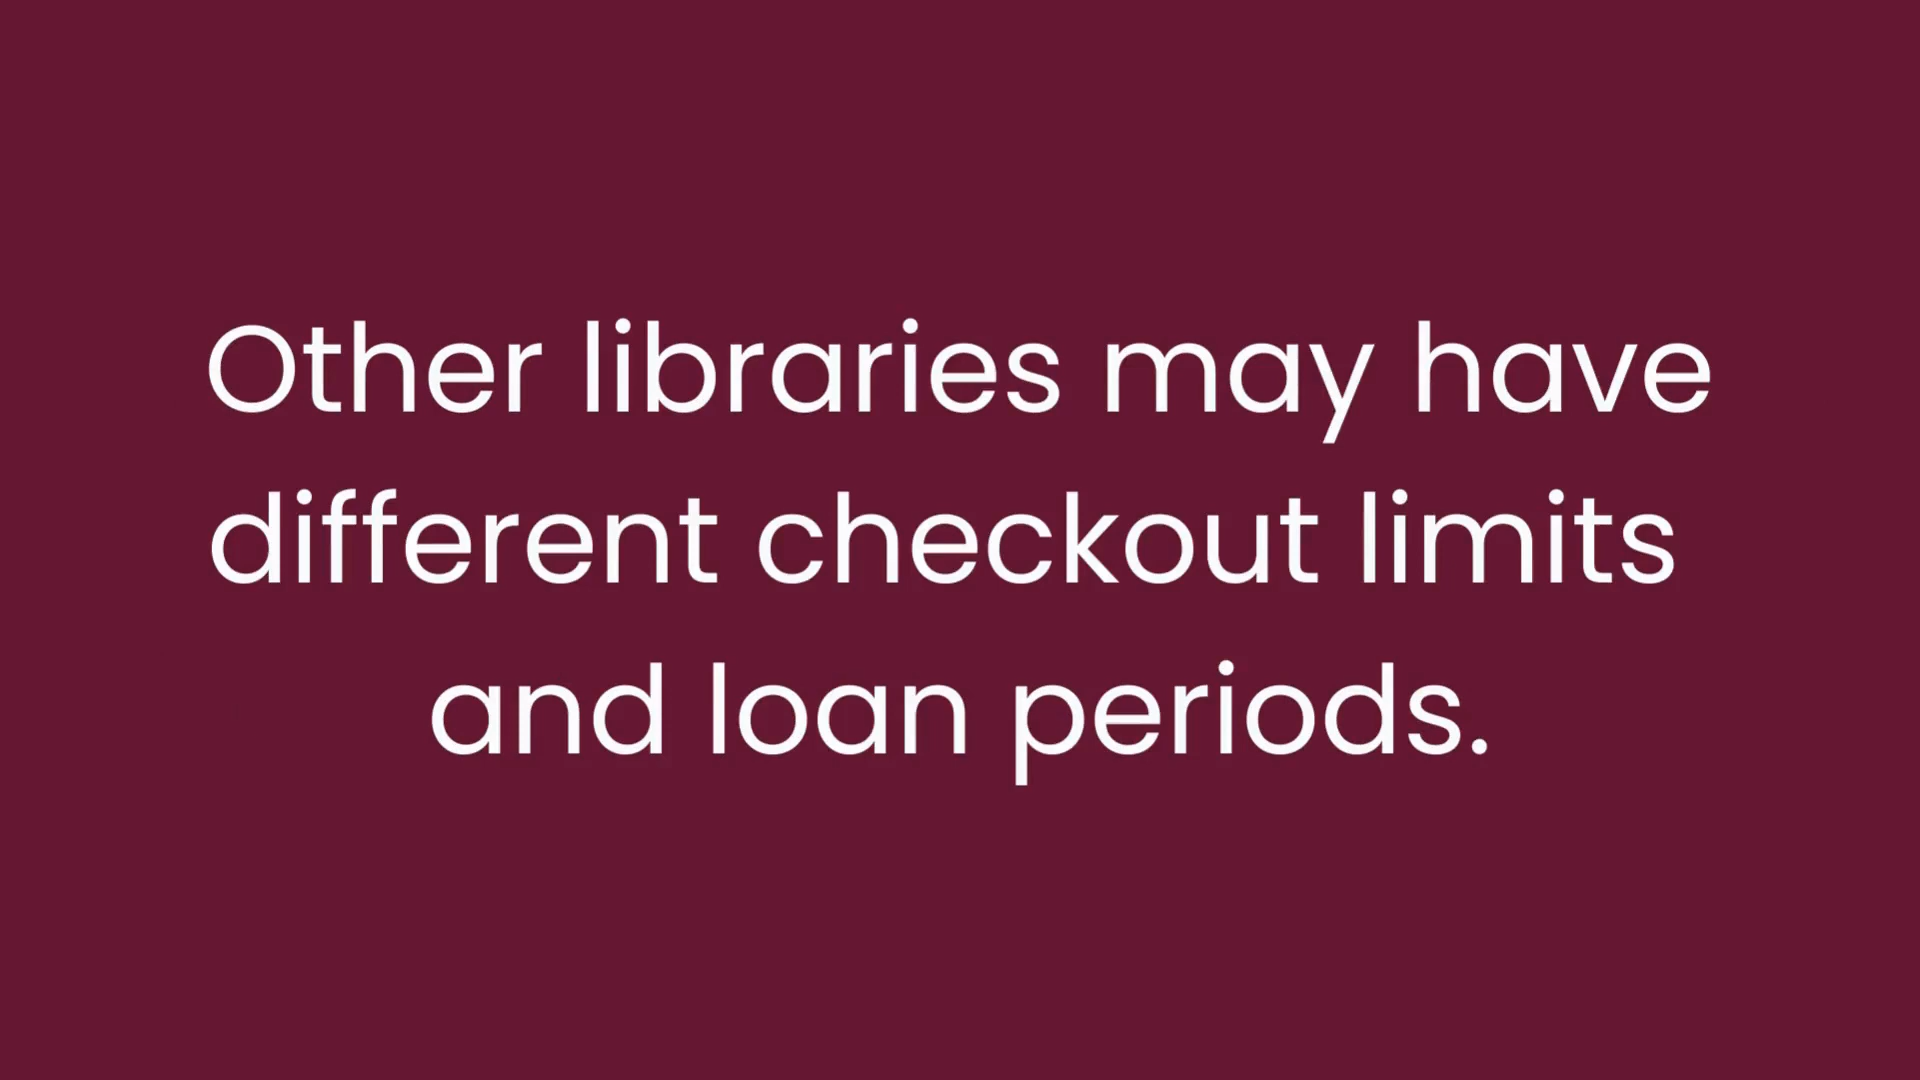 Other libraries may have
different checkout limits
and loan periods.